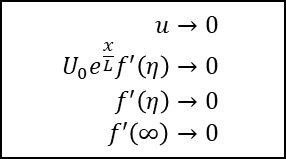 u → 0
U₀e^{x/L}f′(η) → 0
f′(η) → 0
f′(∞) → 0